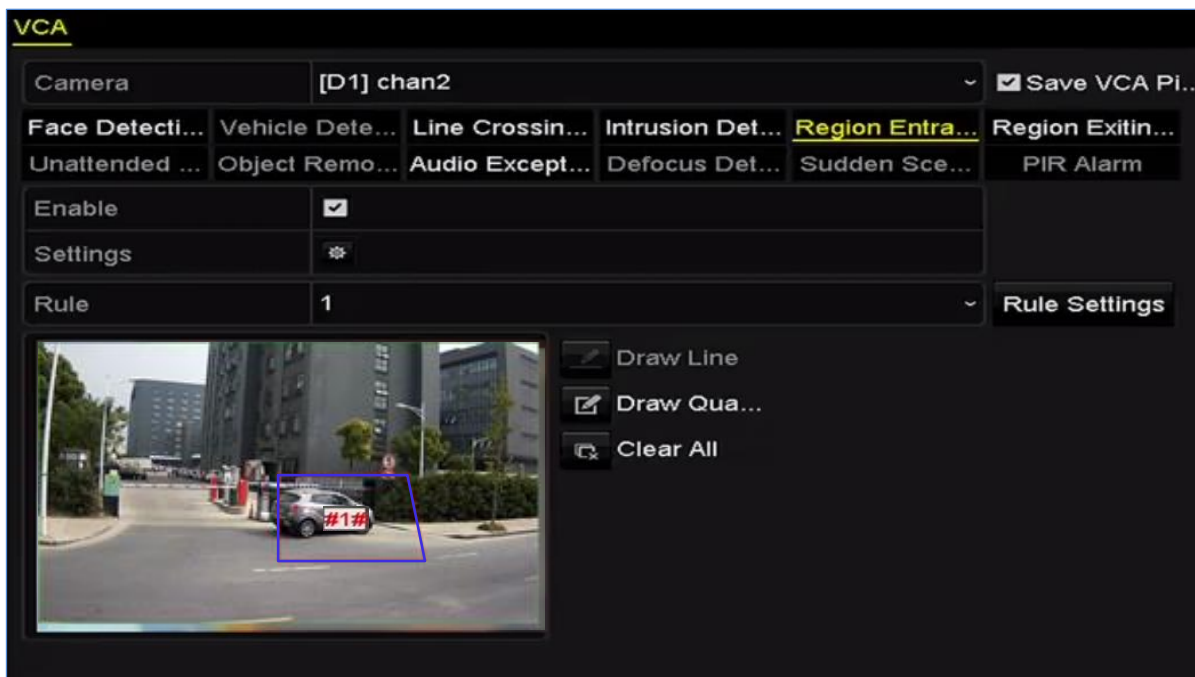 VCA
Camera [D1] chan2 Save VCA Pi...
Face Detecti... Vehicle Dete... Line Crossin... Intrusion Det... Region Entra... Region Exitin...
Unattended ... Object Remo... Audio Except... Defocus Det... Sudden Sce... PIR Alarm
Enable
Settings
Rule 1 Rule Settings
Draw Line
Draw Qua...
Clear All
#1#